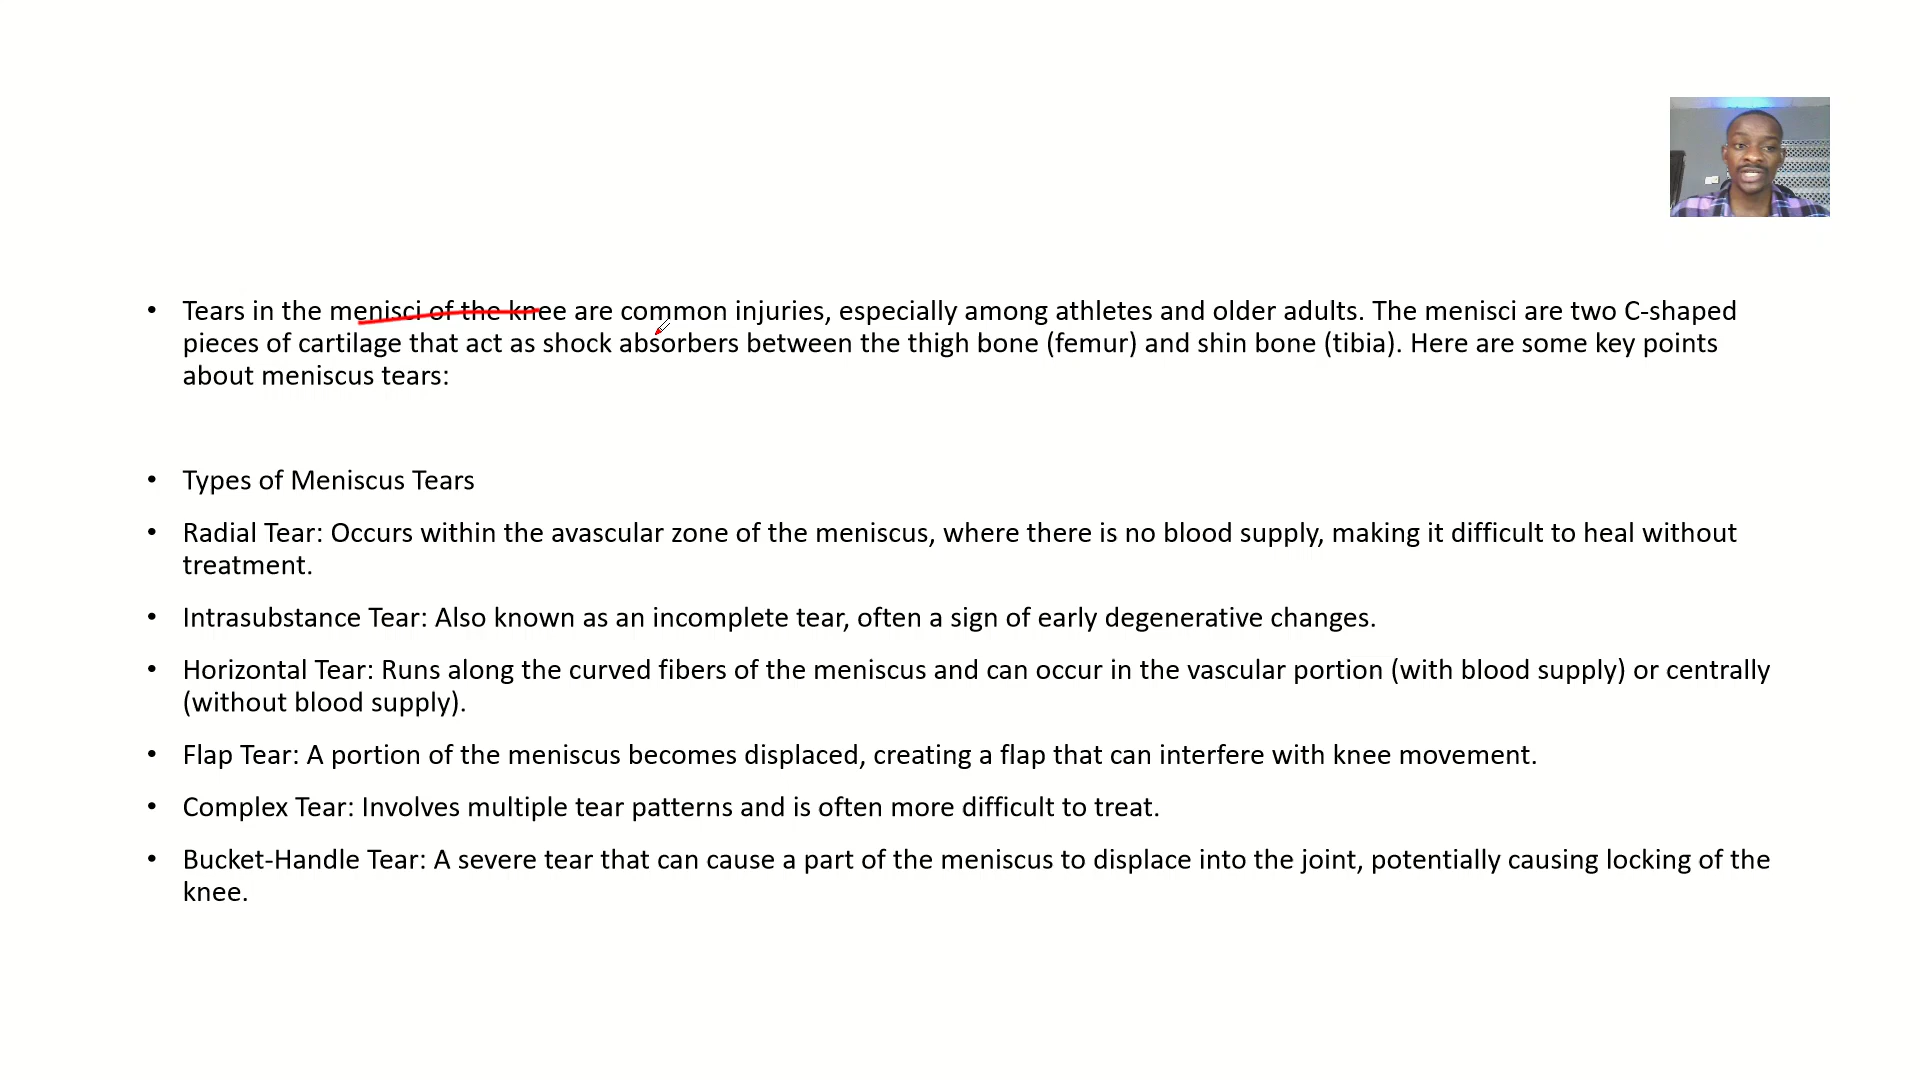 • Tears in the menisci of the knee are common injuries, especially among athletes and older adults. The menisci are two C-shaped
pieces of cartilage that act as shock absorbers between the thigh bone (femur) and shin bone (tibia). Here are some key points
about meniscus tears:
• Types of Meniscus Tears
• Radial Tear: Occurs within the avascular zone of the meniscus, where there is no blood supply, making it difficult to heal without
treatment.
• Intrasubstance Tear: Also known as an incomplete tear, often a sign of early degenerative changes.
• Horizontal Tear: Runs along the curved fibers of the meniscus and can occur in the vascular portion (with blood supply) or centrally
(without blood supply).
• Flap Tear: A portion of the meniscus becomes displaced, creating a flap that can interfere with knee movement.
• Complex Tear: Involves multiple tear patterns and is often more difficult to treat.
• Bucket-Handle Tear: A severe tear that can cause a part of the meniscus to displace into the joint, potentially causing locking of the
knee.